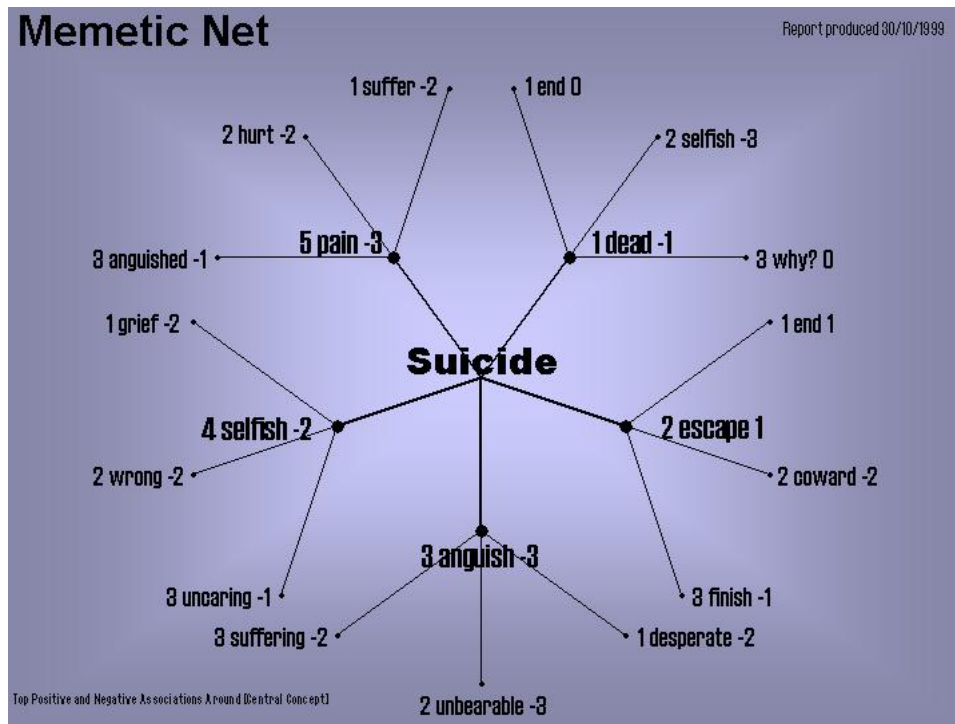 Memetic Net
Report produced 30/10/1999
1 suffer -2
1 end 0
2 hurt -2
2 selfish -3
5 pain -3
1 dead -1
3 anguished -1
3 why? 0
1 grief -2
1 end 1
Suicide
4 selfish -2
2 escape 1
2 wrong -2
2 coward -2
3 anguish -3
3 uncaring -1
3 finish -1
3 suffering -2
1 desperate -2
Top Positive and Negative Associations Around [Central Concept]
2 unbearable -3